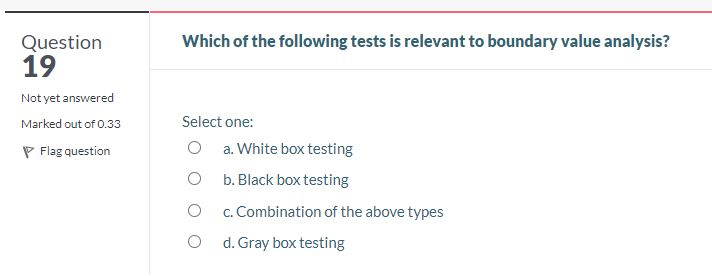 Question
19
Not yet answered
Marked out of 0.33
Flag question
Which of the following tests is relevant to boundary value analysis?
Select one:
a. White box testing
b. Black box testing
c. Combination of the above types
d. Gray box testing